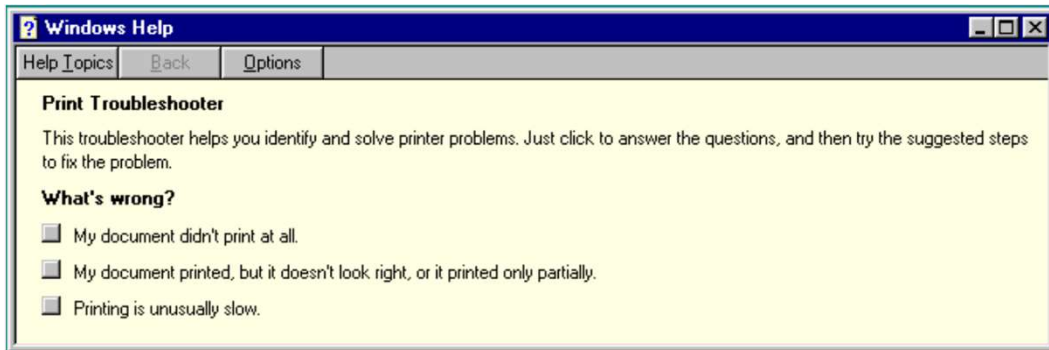 Windows Help
Help Topics Back Options
Print Troubleshooter
This troubleshooter helps you identify and solve printer problems. Just click to answer the questions, and then try the suggested steps
to fix the problem.
What's wrong?
My document didn't print at all.
My document printed, but it doesn't look right, or it printed only partially.
Printing is unusually slow.